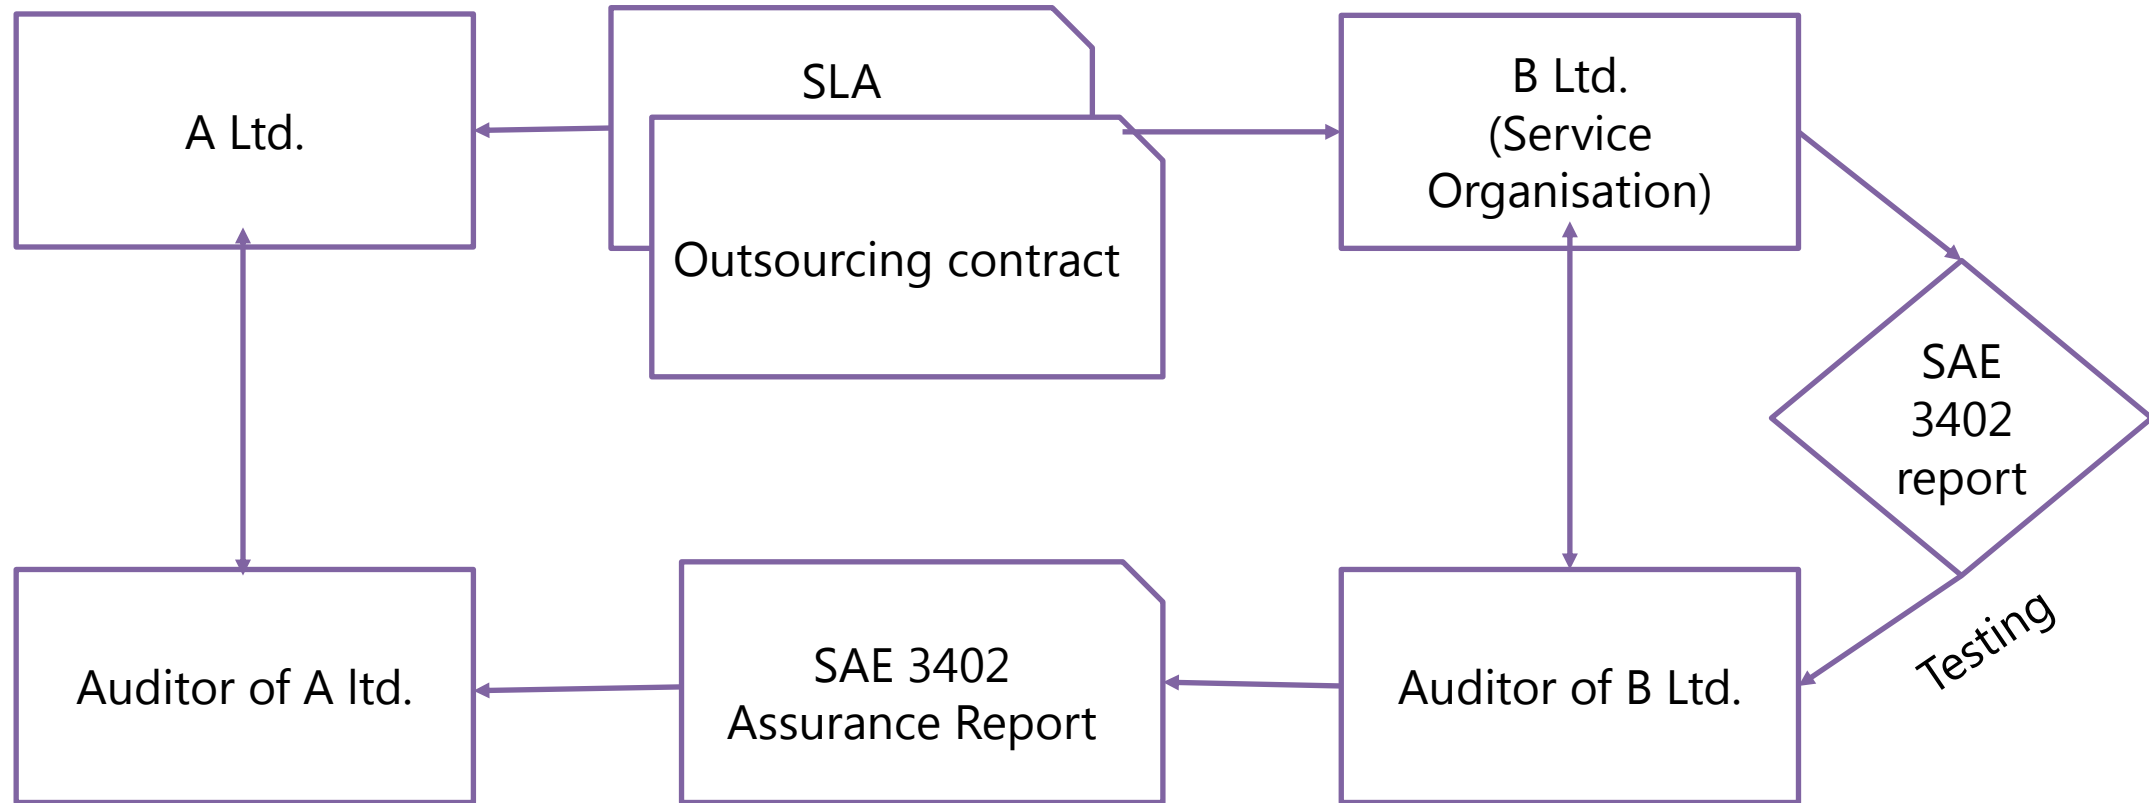 A Ltd.
SLA
Outsourcing contract
B Ltd.
(Service
Organisation)
SAE
3402
report
Testing
Auditor of A ltd.
SAE 3402
Assurance Report
Auditor of B Ltd.